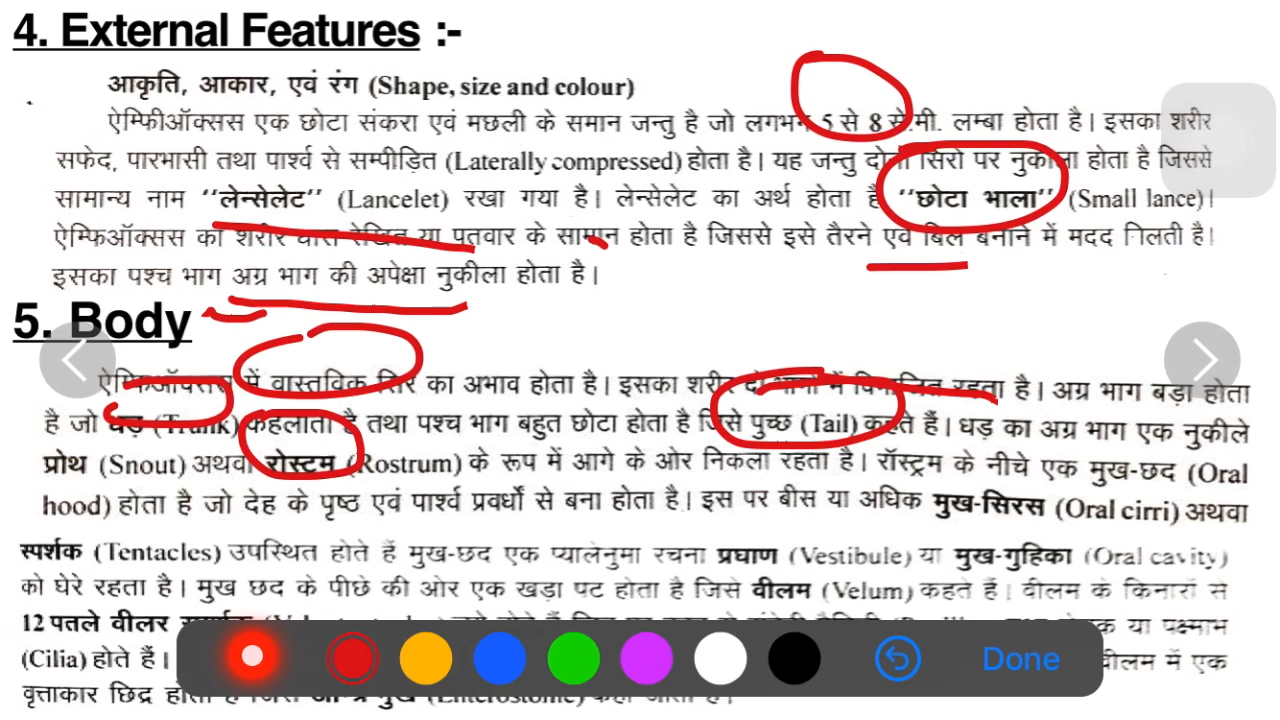 4. External Features :-
आकृति, आकार, एवं रंग (Shape, size and colour)
ऐम्फीऑक्सस एक छोटा संकरा एवं मछली के समान जन्तु है जो लगभग 5 से 8 से.मी. लम्बा होता है। इसका शरीर
सफेद, पारभासी तथा पार्श्व से सम्पीड़ित (Laterally compressed) होता है। यह जन्तु दोनों सिरों पर नुकीला होता है जिससे
सामान्य नाम "लेन्सेलेट" (Lancelet) रखा गया है। लेन्सेलेट का अर्थ होता है "छोटा भाला" (Small lance)।
ऐम्फिऑक्सस का शरीर धारा रेखित या पतवार के सामान होता है जिससे इसे तैरने एवं बिल बनाने में मदद मिलती है।
इसका पश्च भाग अग्र भाग की अपेक्षा नुकीला होता है।
5. Body
ऐम्फिऑक्सस में वास्तविक सिर का अभाव होता है। इसका शरीर दो भागों में विभाजित रहता है। अग्र भाग बड़ा होता
है जो धड़ (Trunk) कहलाता है तथा पश्च भाग बहुत छोटा होता है जिसे पुच्छ (Tail) कहते हैं। धड़ का अग्र भाग एक नुकीले
प्रोथ (Snout) अथवा रोस्टम (Rostrum) के रूप में आगे के ओर निकला रहता है। रॉस्ट्रम के नीचे एक मुख-छद (Oral
hood) होता है जो देह के पृष्ठ एवं पार्श्व प्रवर्धों से बना होता है। इस पर बीस या अधिक मुख-सिरस (Oral cirri) अथवा
स्पर्शक (Tentacles) उपस्थित होते हैं मुख-छद एक प्यालेनुमा रचना प्रघाण (Vestibule) या मुख-गुहिका (Oral cavity)
को घेरे रहता है। मुख छद के पीछे की ओर एक खड़ा पट होता है जिसे वीलम (Velum) कहते हैं। वीलम के किनारों से
12 पतले वीलर या पक्ष्माभ
(Cilia) होते हैं। वीलम में एक
वृत्ताकार छिद्र (Enterostome) कहा जाता है।
Done